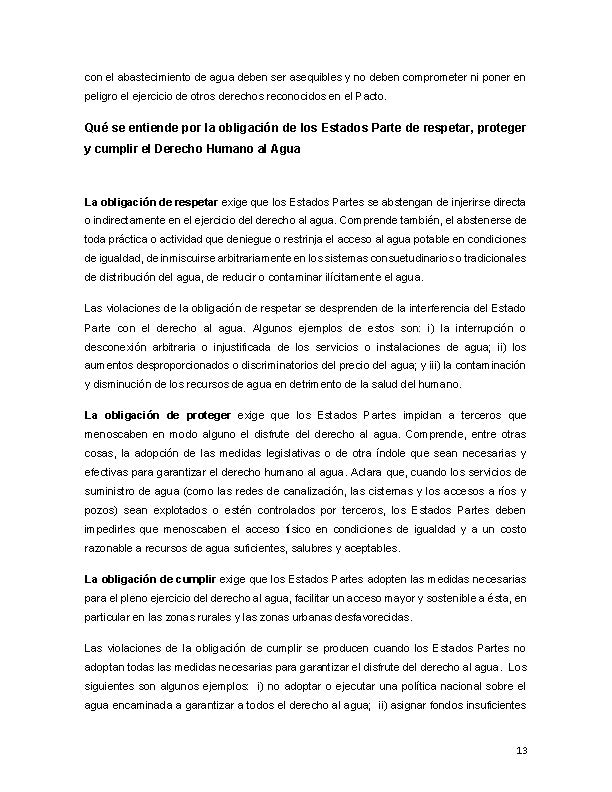 con el abastecimiento de agua deben ser asequibles y no deben comprometer ni poner en
peligro el ejercicio de otros derechos reconocidos en el Pacto.
Qué se entiende por la obligación de los Estados Parte de respetar, proteger
y cumplir el Derecho Humano al Agua
La obligación de respetar exige que los Estados Partes se abstengan de injerirse directa
o indirectamente en el ejercicio del derecho al agua. Comprende también, el abstenerse de
toda práctica o actividad que deniegue o restrinja el acceso al agua potable en condiciones
de igualdad, de inmiscuirse arbitrariamente en los sistemas consuetudinarios o tradicionales
de distribución del agua, de reducir o contaminar ilícitamente el agua.
Las violaciones de la obligación de respetar se desprenden de la interferencia del Estado
Parte con el derecho al agua. Algunos ejemplos de estos son: i) la interrupción o
desconexión arbitraria o injustificada de los servicios o instalaciones de agua; ii) los
aumentos desproporcionados o discriminatorios del precio del agua; y iii) la contaminación
y disminución de los recursos de agua en detrimento de la salud del humano.
La obligación de proteger exige que los Estados Partes impidan a terceros que
menoscaben en modo alguno el disfrute del derecho al agua. Comprende, entre otras
cosas, la adopción de las medidas legislativas o de otra índole que sean necesarias y
efectivas para garantizar el derecho humano al agua. Aclara que, cuando los servicios de
suministro de agua (como las redes de canalización, las cisternas y los accesos a ríos y
pozos) sean explotados o estén controlados por terceros, los Estados Partes deben
impedirles que menoscaben el acceso físico en condiciones de igualdad y a un costo
razonable a recursos de agua suficientes, salubres y aceptables.
La obligación de cumplir exige que los Estados Partes adopten las medidas necesarias
para el pleno ejercicio del derecho al agua, facilitar un acceso mayor y sostenible a ésta, en
particular en las zonas rurales y las zonas urbanas desfavorecidas.
Las violaciones de la obligación de cumplir se producen cuando los Estados Partes no
adoptan todas las medidas necesarias para garantizar el disfrute del derecho al agua.  Los
siguientes son algunos ejemplos:  i) no adoptar o ejecutar una política nacional sobre el
agua encaminada a garantizar a todos el derecho al agua;  ii) asignar fondos insuficientes
13